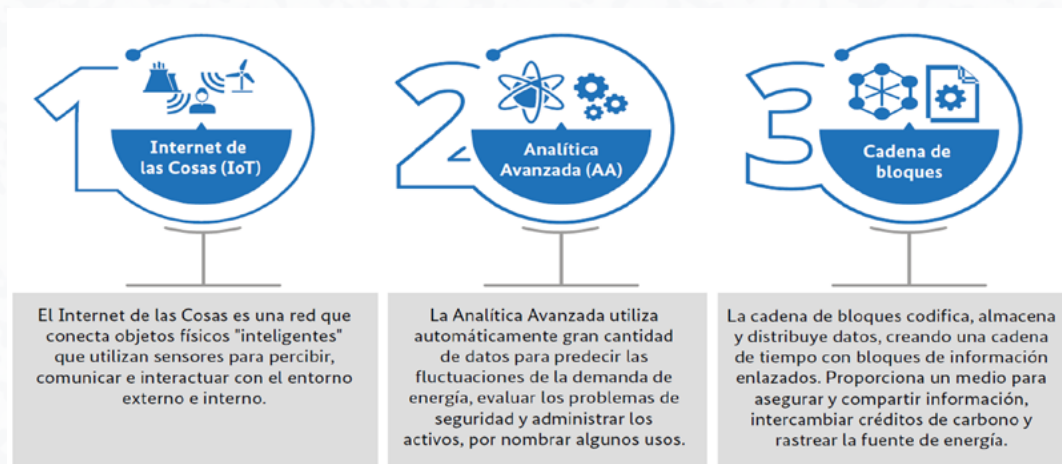 1
Internet de
las Cosas (IoT)
El Internet de las Cosas es una red que
conecta objetos físicos "inteligentes"
que utilizan sensores para percibir,
comunicar e interactuar con el entorno
externo e interno.
2
Analítica
Avanzada (AA)
La Analítica Avanzada utiliza
automáticamente gran cantidad
de datos para predecir las
fluctuaciones de la demanda de
energía, evaluar los problemas de
seguridad y administrar los
activos, por nombrar algunos usos.
3
Cadena de
bloques
La cadena de bloques codifica, almacena
y distribuye datos, creando una cadena
de tiempo con bloques de información
enlazados. Proporciona un medio para
asegurar y compartir información,
intercambiar créditos de carbono y
rastrear la fuente de energía.